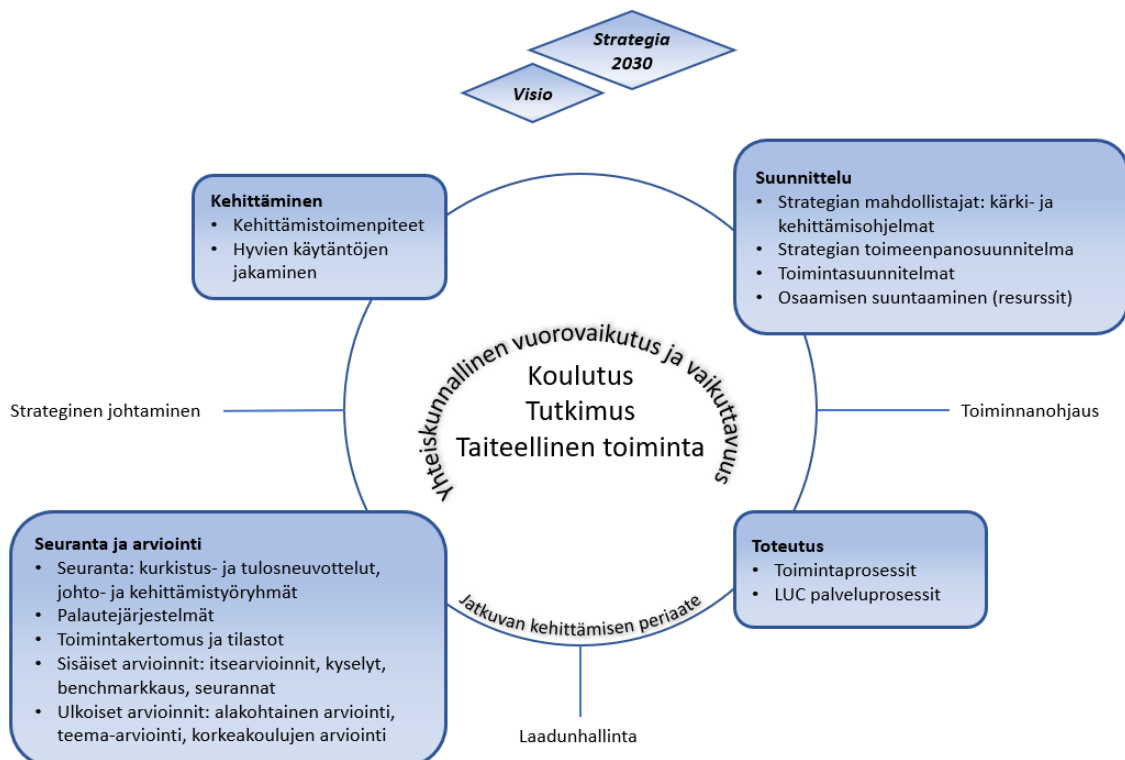 Strategia
2030
Visio
Kehittäminen
• Kehittämistoimenpiteet
• Hyvien käytäntöjen
jakaminen
Suunnittelu
• Strategian mahdollistajat: kärki- ja
kehittämisohjelmat
• Strategian toimeenpanosuunnitelma
• Toimintasuunnitelmat
• Osaamisen suuntaaminen (resurssit)
Yhteiskunnallinen vuorovaikutus ja vaikuttavuus
Koulutus
Tutkimus
Taiteellinen toiminta
Strateginen johtaminen
Toiminnanohjaus
Seuranta ja arviointi
• Seuranta: kurkistus- ja tulosneuvottelut,
johto- ja kehittämistyöryhmät
• Palautejärjestelmät
• Toimintakertomus ja tilastot
• Sisäiset arvioinnit: itsearvioinnit, kyselyt,
benchmarkkaus, seurannat
• Ulkoiset arvioinnit: alakohtainen arviointi,
teema-arviointi, korkeakoulujen arviointi
Toteutus
• Toimintaprosessit
• LUC palveluprosessit
Jatkuvan kehittämisen periaate
Laadunhallinta